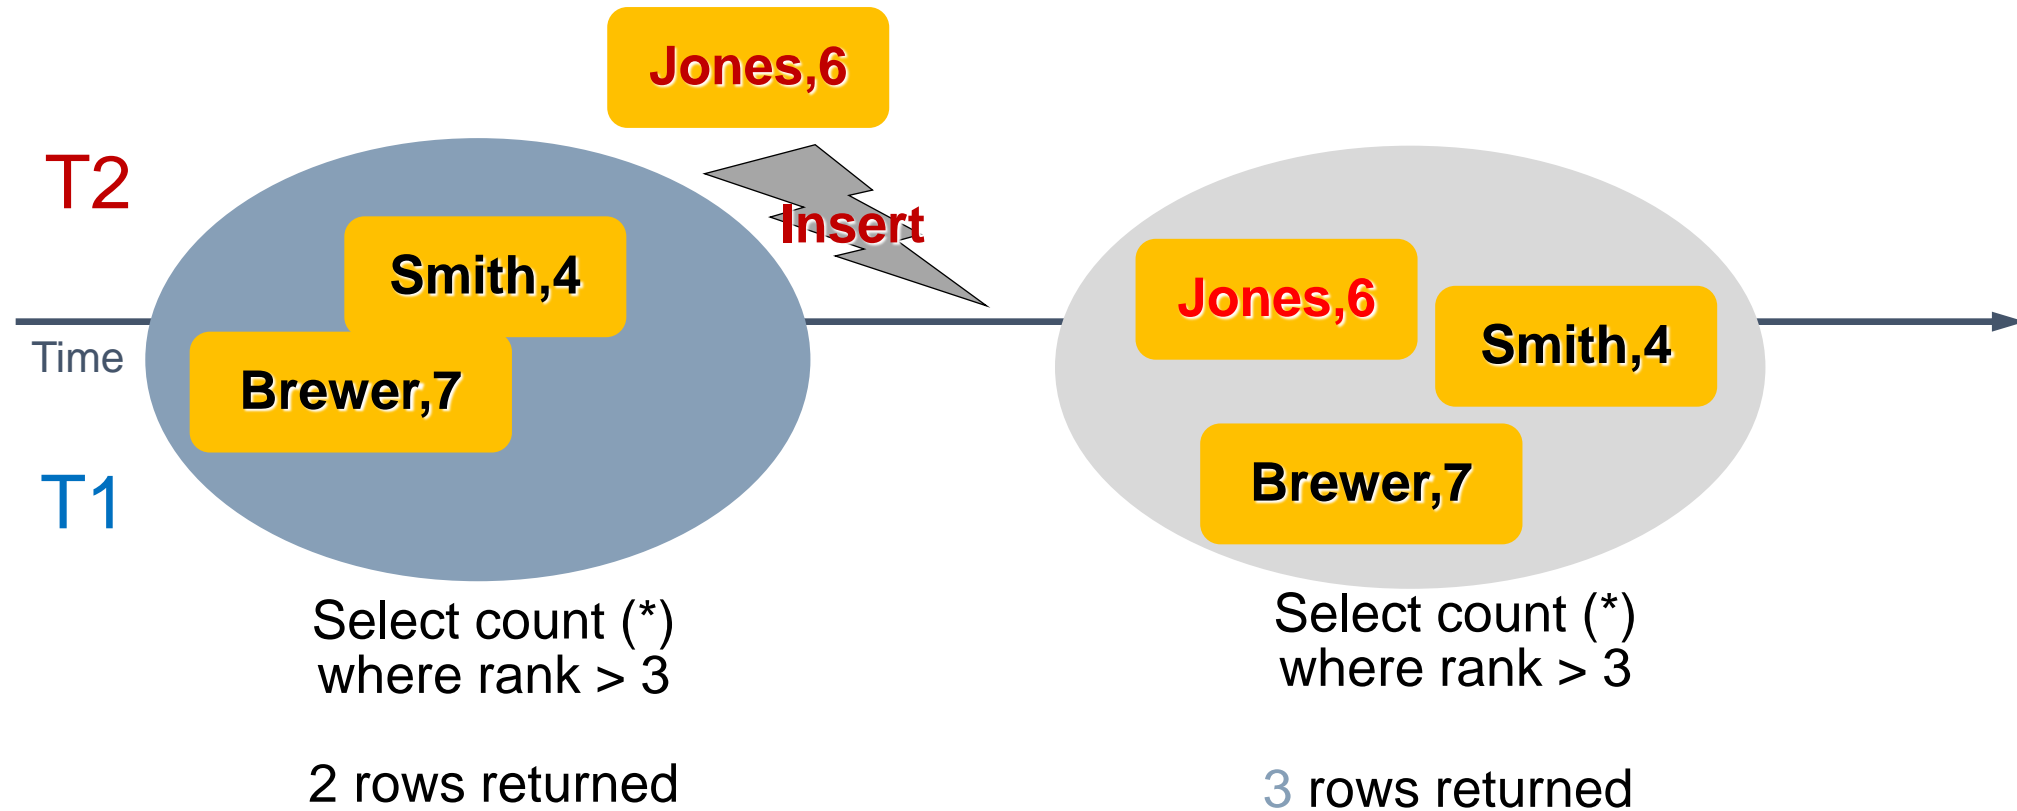 Jones,6
T2
Insert
Smith,4
Jones,6
Smith,4
Time
Brewer,7
Brewer,7
T1
Select count (*)
where rank > 3
2 rows returned
Select count (*)
where rank > 3
3 rows returned